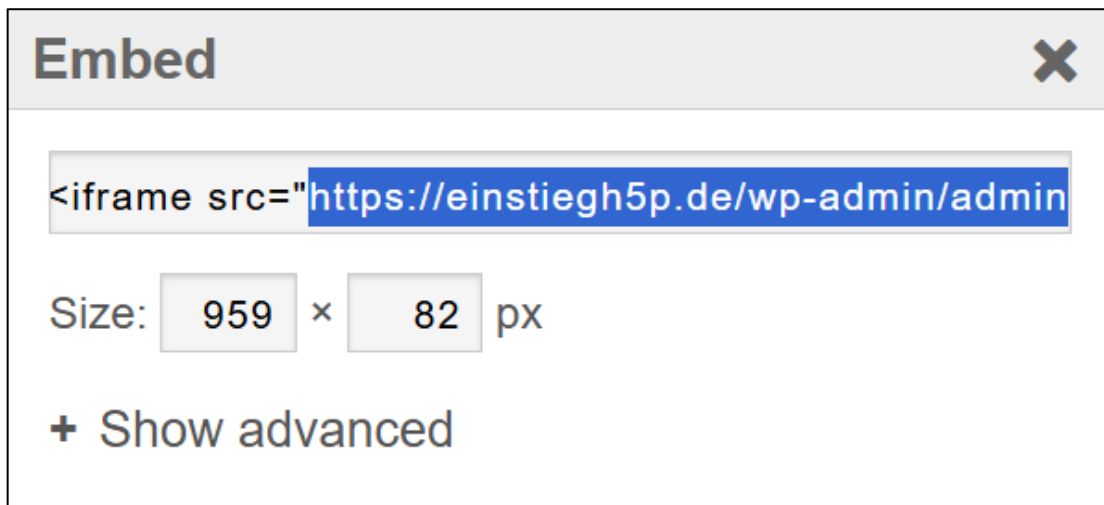 Embed
<iframe src="https://einstiegh5p.de/wp-admin/admin
Size: 959 × 82 px
+ Show advanced